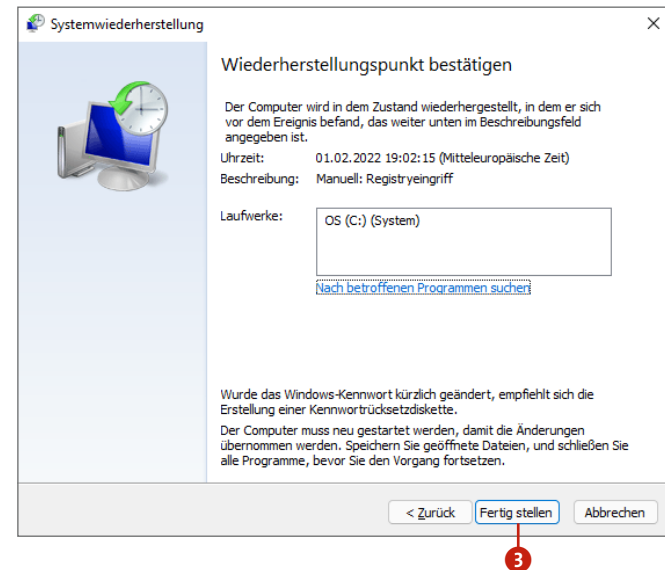 Systemwiederherstellung
Wiederherstellungspunkt bestätigen
Der Computer wird in dem Zustand wiederhergestellt, in dem er sich
vor dem Ereignis befand, das weiter unten im Beschreibungsfeld
angegeben ist.
Uhrzeit: 01.02.2022 19:02:15 (Mitteleuropäische Zeit)
Beschreibung: Manuell: Registryeingriff
Laufwerke: OS (C:) (System)
Nach betroffenen Programmen suchen
Wurde das Windows-Kennwort kürzlich geändert, empfiehlt sich die
Erstellung einer Kennwortrücksetzdiskette.
Der Computer muss neu gestartet werden, damit die Änderungen
übernommen werden. Speichern Sie geöffnete Dateien, und schließen Sie
alle Programme, bevor Sie den Vorgang fortsetzen.
< Zurück Fertig stellen Abbrechen
3